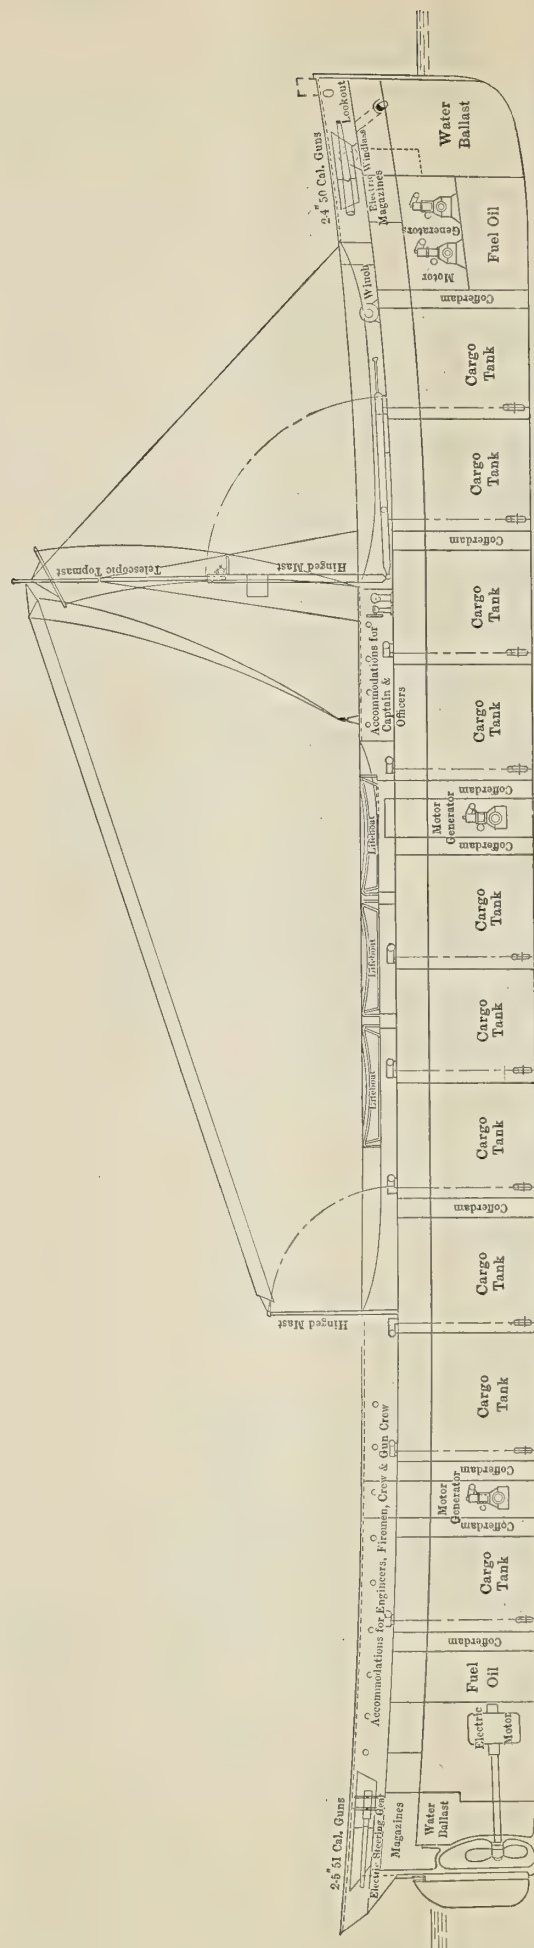 2-5″51 Cal. Guns
Electric Steering Gear
Magazines
Water
Ballast
Electric
Motor
Accommodations for Engineers, Firemen, Crew & Gun Crew
Fuel
Oil
Cofferdam
Cargo
Tank
Cofferdam
Motor
Generator
Cofferdam
Cargo
Tank
Hinged Mast
Cargo
Tank
Cofferdam
Cargo
Tank
Cargo
Tank
Cargo
Tank
Lifeboat
Lifeboat
Lifeboat
Cofferdam
Motor
Generator
Cofferdam
Accommodations for
Captain &
Officers
Cargo
Tank
Cargo
Tank
Telescopic Topmast
Hinged Mast
Cofferdam
Cargo
Tank
Cargo
Tank
Cofferdam
Winch
2 4″50 Cal. Guns
Lookout
Electric Windlass
Magazines
Motor
Generators
Fuel Oil
Water
Ballast